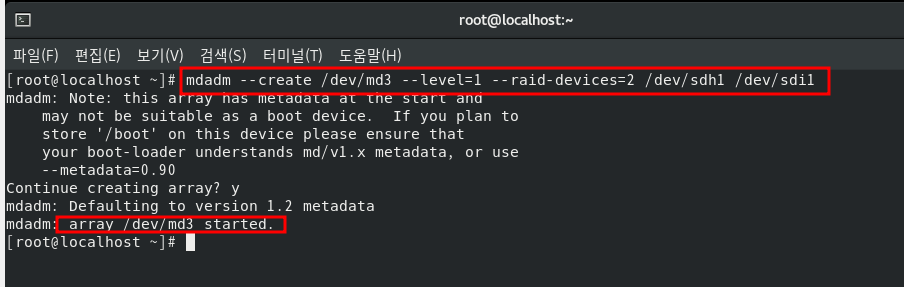 root@localhost:~
파일(F) 편집(E) 보기(V) 검색(S) 터미널(T) 도움말(H)
[root@localhost ~]# mdadm --create /dev/md3 --level=1 --raid-devices=2 /dev/sdh1 /dev/sdi1
mdadm: Note: this array has metadata at the start and
    may not be suitable as a boot device.  If you plan to
    store '/boot' on this device please ensure that
    your boot-loader understands md/v1.x metadata, or use
    --metadata=0.90
Continue creating array? y
mdadm: Defaulting to version 1.2 metadata
mdadm: array /dev/md3 started.
[root@localhost ~]#